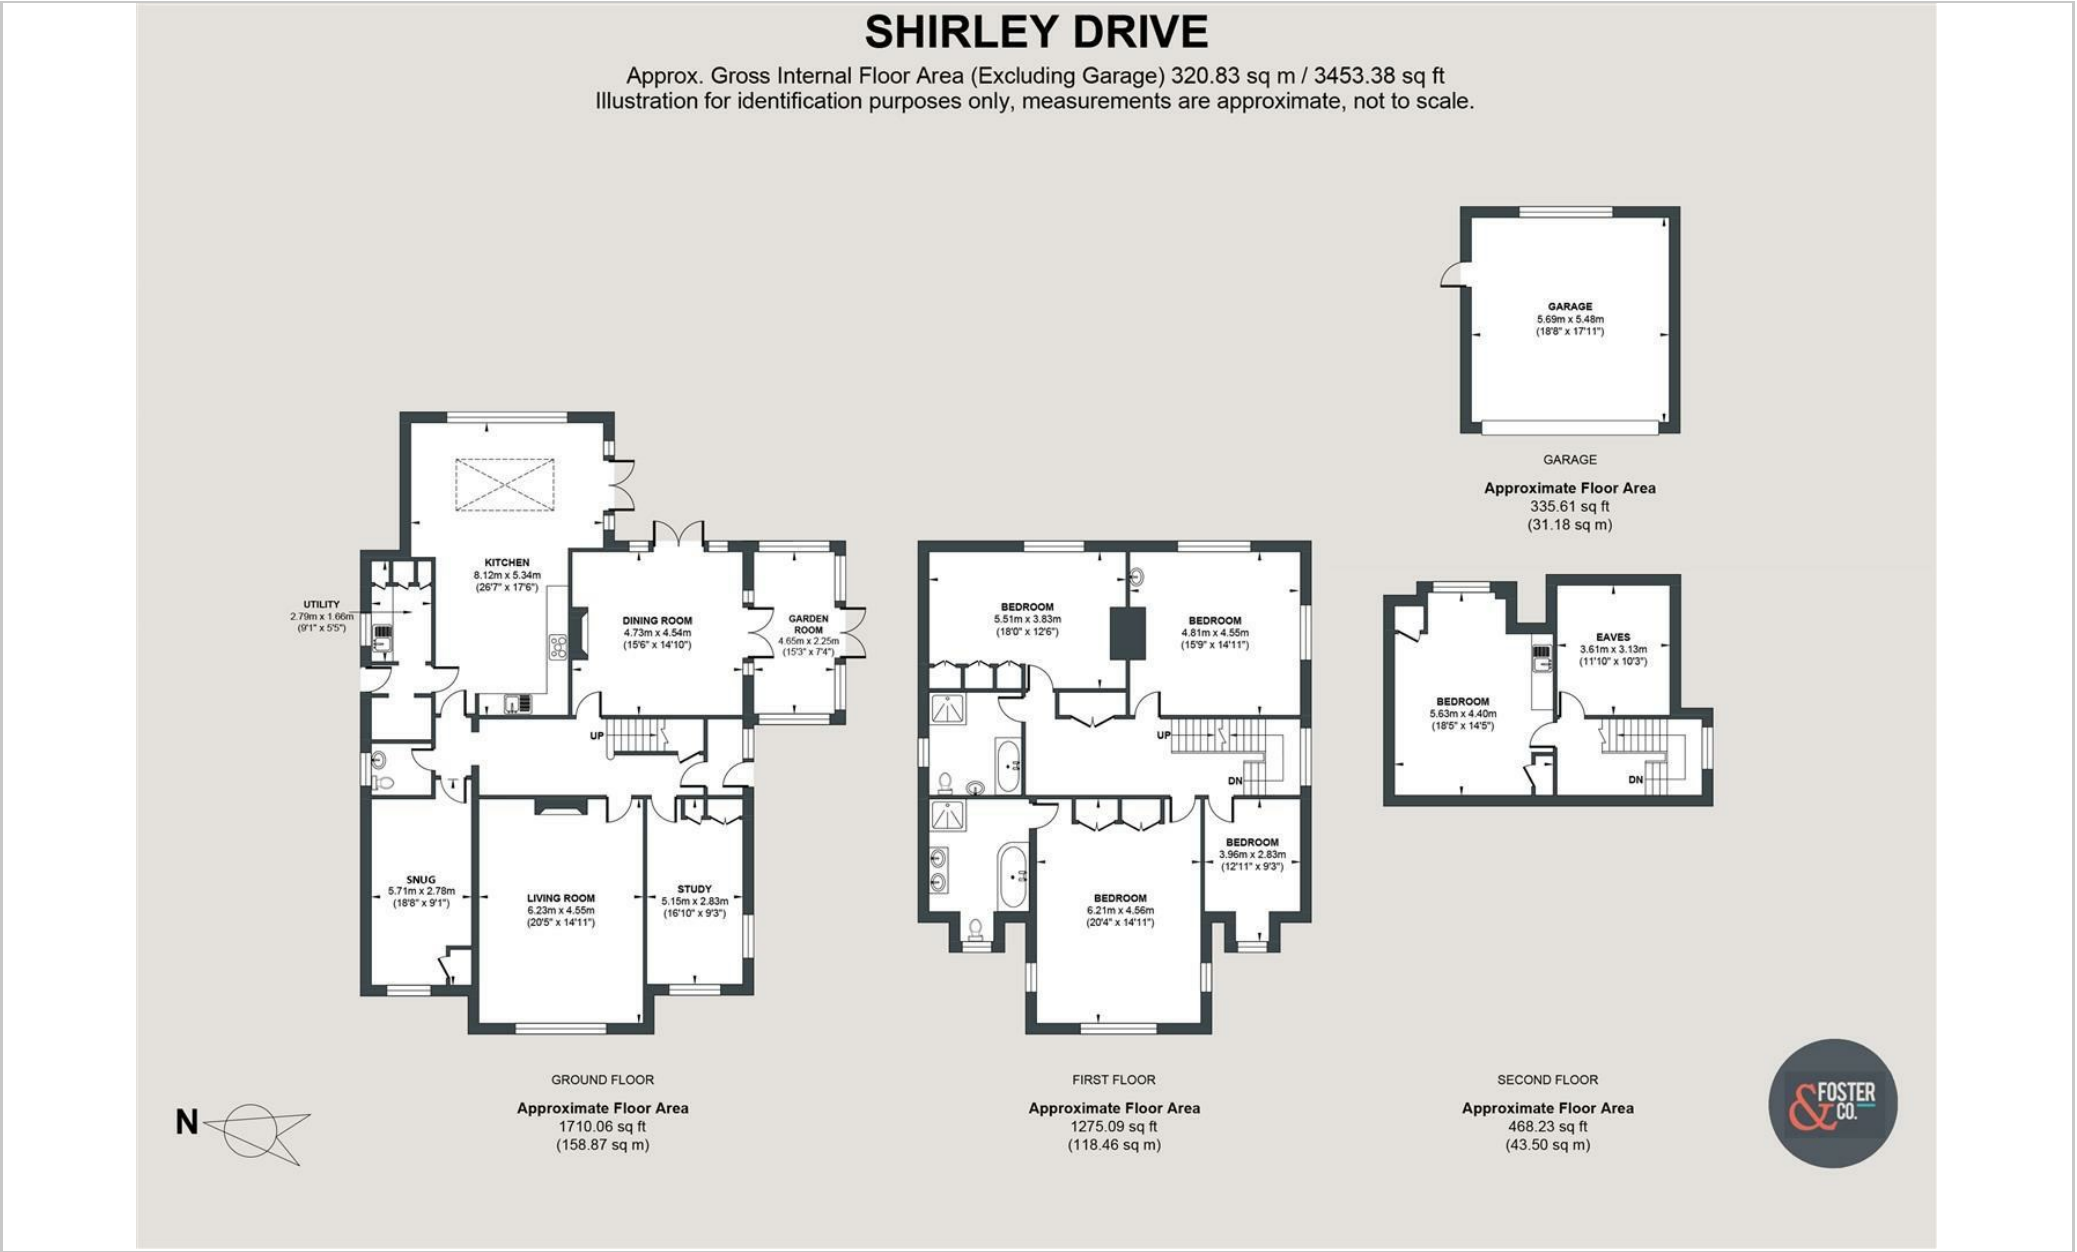 SHIRLEY DRIVE
Approx. Gross Internal Floor Area (Excluding Garage) 320.83 sq m / 3453.38 sq ft
Illustration for identification purposes only, measurements are approximate, not to scale.
GARAGE
5.69m x 5.48m
(18'8" x 17'11")
GARAGE
Approximate Floor Area
335.61 sq ft
(31.18 sq m)
KITCHEN
8.12m x 5.34m
(26'7" x 17'6")
UTILITY
2.79m x 1.66m
(9'1" x 5'5")
DINING ROOM
4.73m x 4.54m
(15'6" x 14'10")
GARDEN
ROOM
4.65m x 2.25m
(15'3" x 7'4")
UP
SNUG
5.71m x 2.78m
(18'8" x 9'1")
LIVING ROOM
6.23m x 4.55m
(20'5" x 14'11")
STUDY
5.15m x 2.83m
(16'10" x 9'3")
BEDROOM
5.51m x 3.83m
(18'0" x 12'6")
BEDROOM
4.81m x 4.55m
(15'9" x 14'11")
UP
DN
BEDROOM
3.96m x 2.83m
(12'11" x 9'3")
BEDROOM
6.21m x 4.56m
(20'4" x 14'11")
EAVES
3.61m x 3.13m
(11'10" x 10'3")
BEDROOM
5.63m x 4.40m
(18'5" x 14'5")
DN
GROUND FLOOR
Approximate Floor Area
1710.06 sq ft
(158.87 sq m)
FIRST FLOOR
Approximate Floor Area
1275.09 sq ft
(118.46 sq m)
SECOND FLOOR
Approximate Floor Area
468.23 sq ft
(43.50 sq m)
N
&FOSTER
CO.